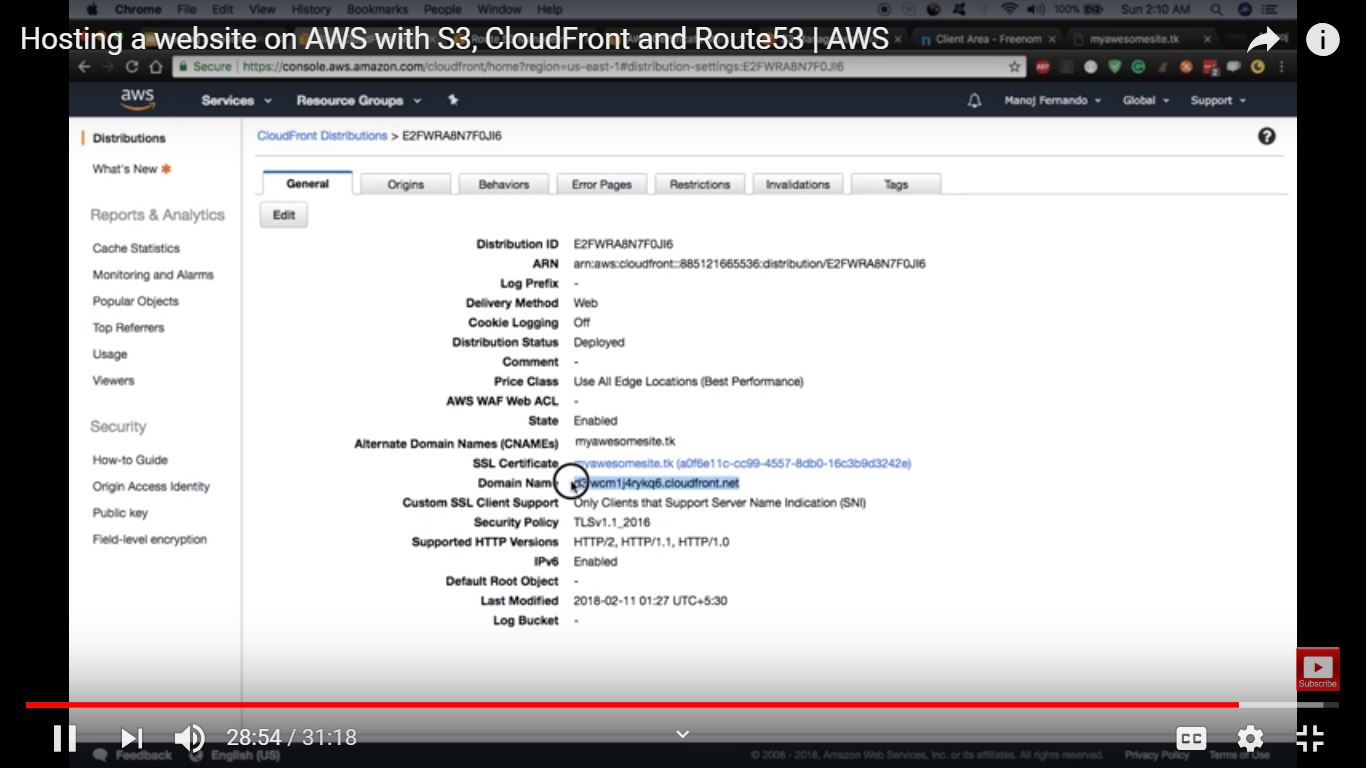 Chrome File Edit View History Bookmarks People Window Help 100% Sun 2:10 AM
Hosting a website on AWS with S3, CloudFront and Route53 | AWS
Client Area - Freenom myawesomesite.tk
Secure https://console.aws.amazon.com/cloudfront/home?region=us-east-1#distribution-settings:E2FWRA8N7F0JI6
aws Services Resource Groups Manoj Fernando Global Support
Distributions
What's New
Reports & Analytics
Cache Statistics
Monitoring and Alarms
Popular Objects
Top Referrers
Usage
Viewers
Security
How-to Guide
Origin Access Identity
Public key
Field-level encryption
CloudFront Distributions > E2FWRA8N7F0JI6
General Origins Behaviors Error Pages Restrictions Invalidations Tags
Edit
Distribution ID E2FWRA8N7F0JI6
ARN arn:aws:cloudfront::885121665536:distribution/E2FWRA8N7F0JI6
Log Prefix -
Delivery Method Web
Cookie Logging Off
Distribution Status Deployed
Comment -
Price Class Use All Edge Locations (Best Performance)
AWS WAF Web ACL -
State Enabled
Alternate Domain Names (CNAMEs) myawesomesite.tk
SSL Certificate myawesomesite.tk (a0f6e11c-cc99-4557-8db0-16c3b9d3242e)
Domain Name
Custom SSL Client Support Only Clients that Support Server Name Indication (SNI)
Security Policy TLSv1.1_2016
Supported HTTP Versions HTTP/2, HTTP/1.1, HTTP/1.0
IPv6 Enabled
Default Root Object -
Last Modified 2018-02-11 01:27 UTC+5:30
Log Bucket -
Subscribe
28:54 / 31:18
CC
Feedback English (US) © 2008 - 2018, Amazon Web Services, Inc. or its affiliates. All rights reserved. Privacy Policy Terms of Use